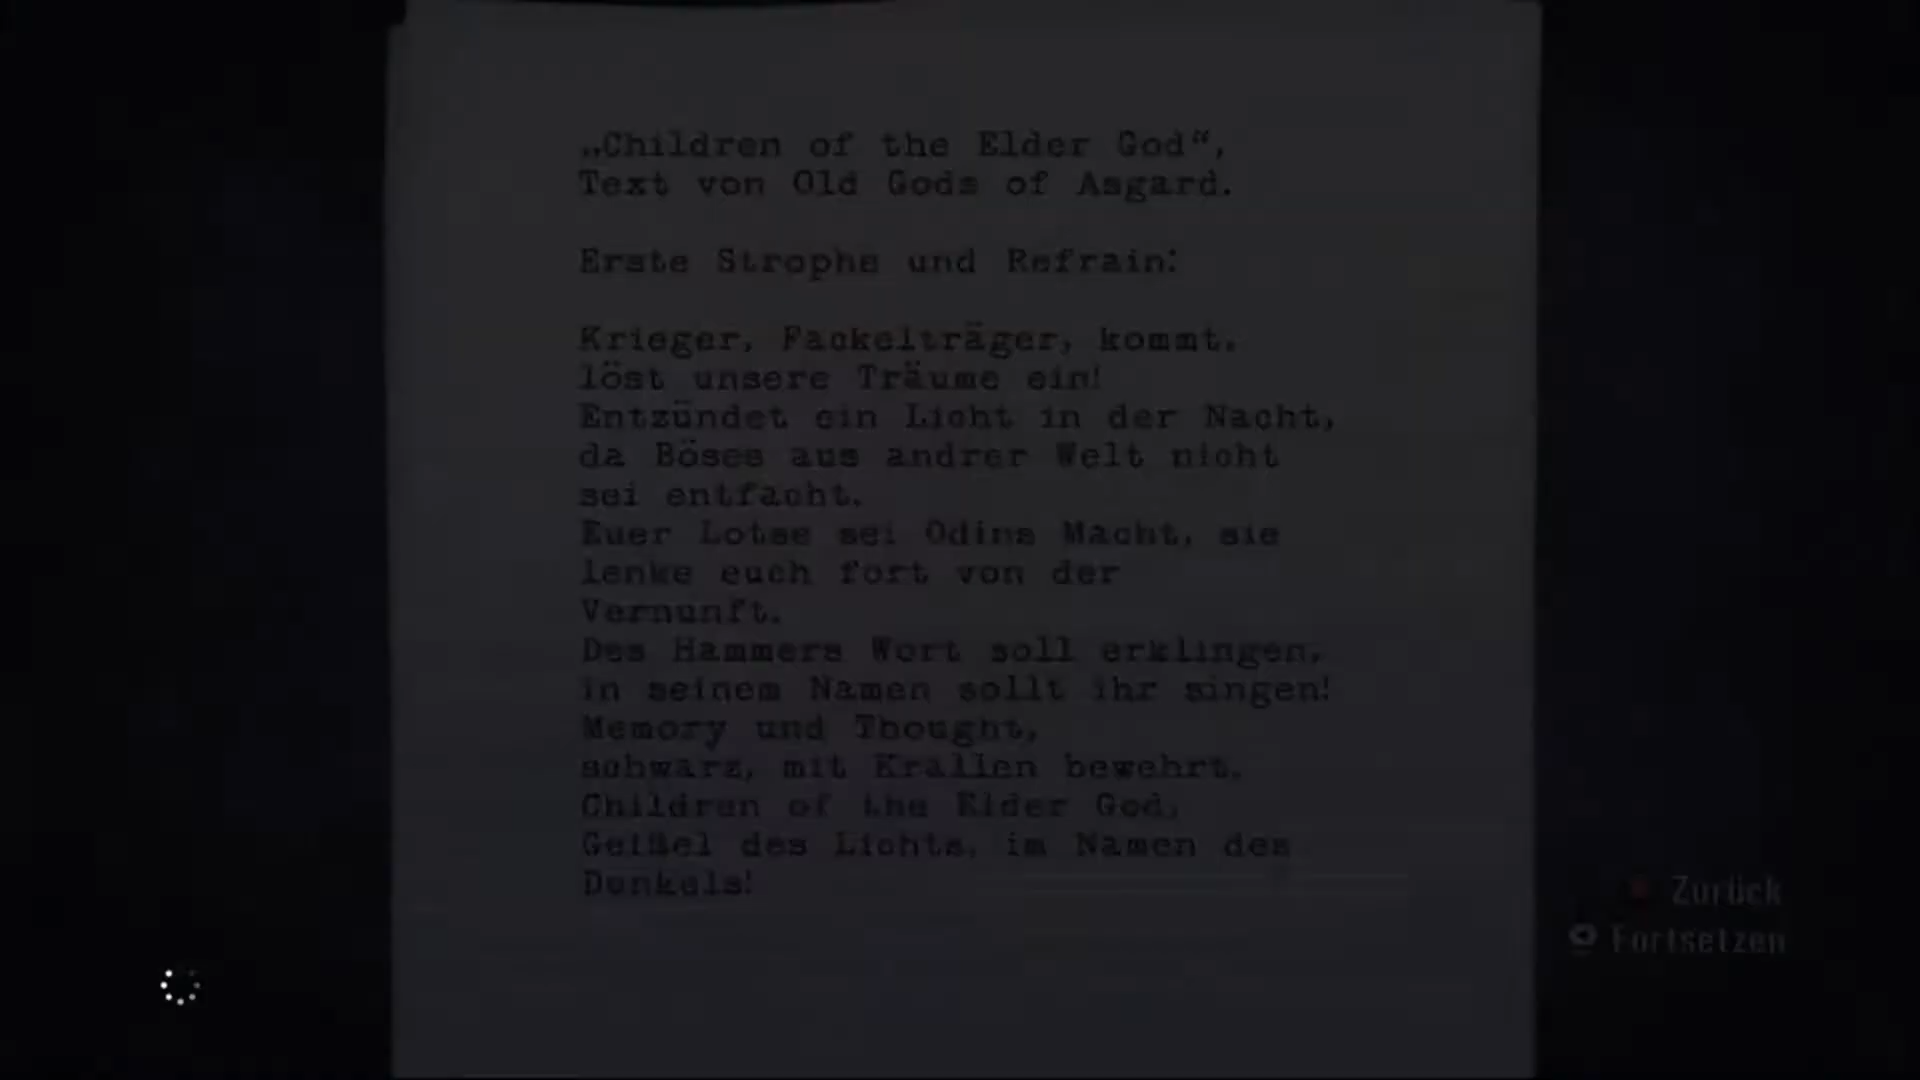 „Children of the Elder God“,
Text von Old Gods of Asgard.
Erste Strophe und Refrain:
Krieger, Fackelträger, kommt,
löst unsere Träume ein!
Entzündet ein Licht in der Nacht,
da Böses aus andrer Welt nicht
sei entfacht.
Euer Lotse sei Odins Macht, sie
lenke euch fort von der
Vernunft.
Des Hammers Wort soll erklingen,
in seinem Namen sollt ihr singen!
Memory und Thought,
schwarz, mit Krallen bewehrt,
Children of the Elder God,
Geißel des Lichts, im Namen des
Dunkels!
Zurück
Fortsetzen